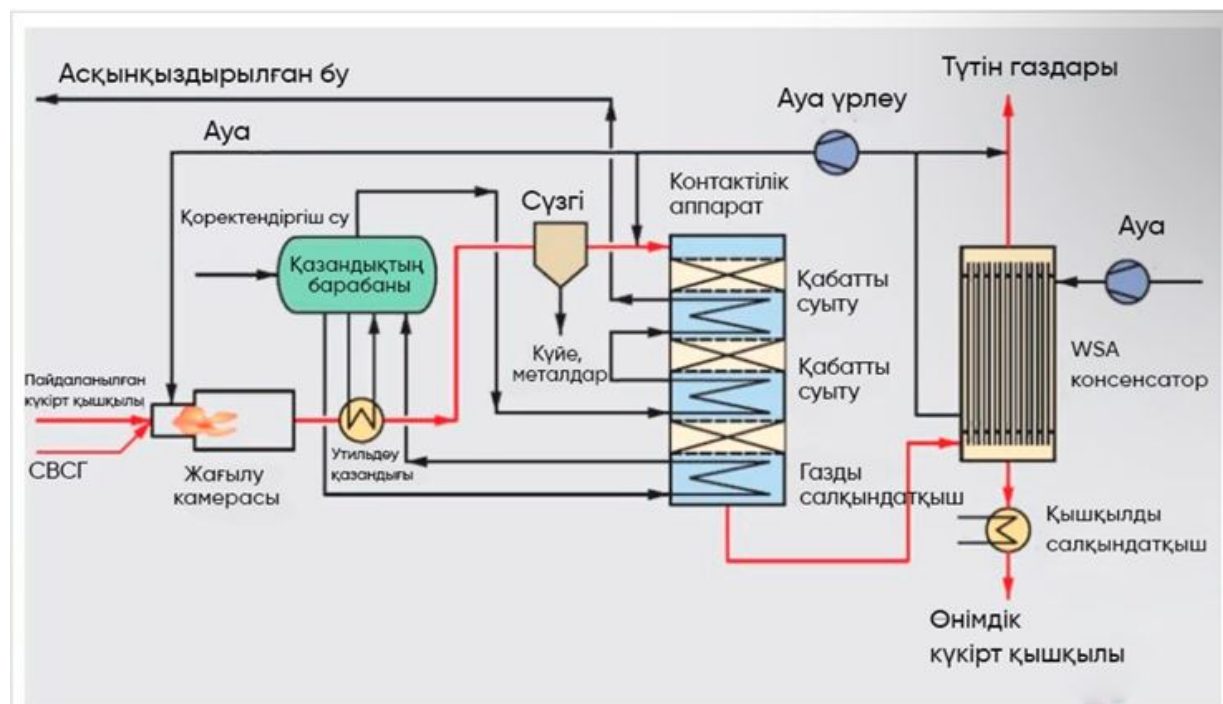 Асқынқыздырылған бу
Түтін газдары
Ауа үрлеу
Ауа
Контактілік
аппарат
Сүзгі
Қоректендіргіш су
Ауа
Қазандықтың
барабаны
Қабатты
суыту
Күйе,
металдар
WSA
консенсатор
Қабатты
суыту
Пайдаланылған
күкірт қышқылы
СВСГ
Жағылу
камерасы
Утильдеу
қазандығы
Газды
салқындатқыш
Қышқылды
салқындатқыш
Өнімдік
күкірт қышқылы